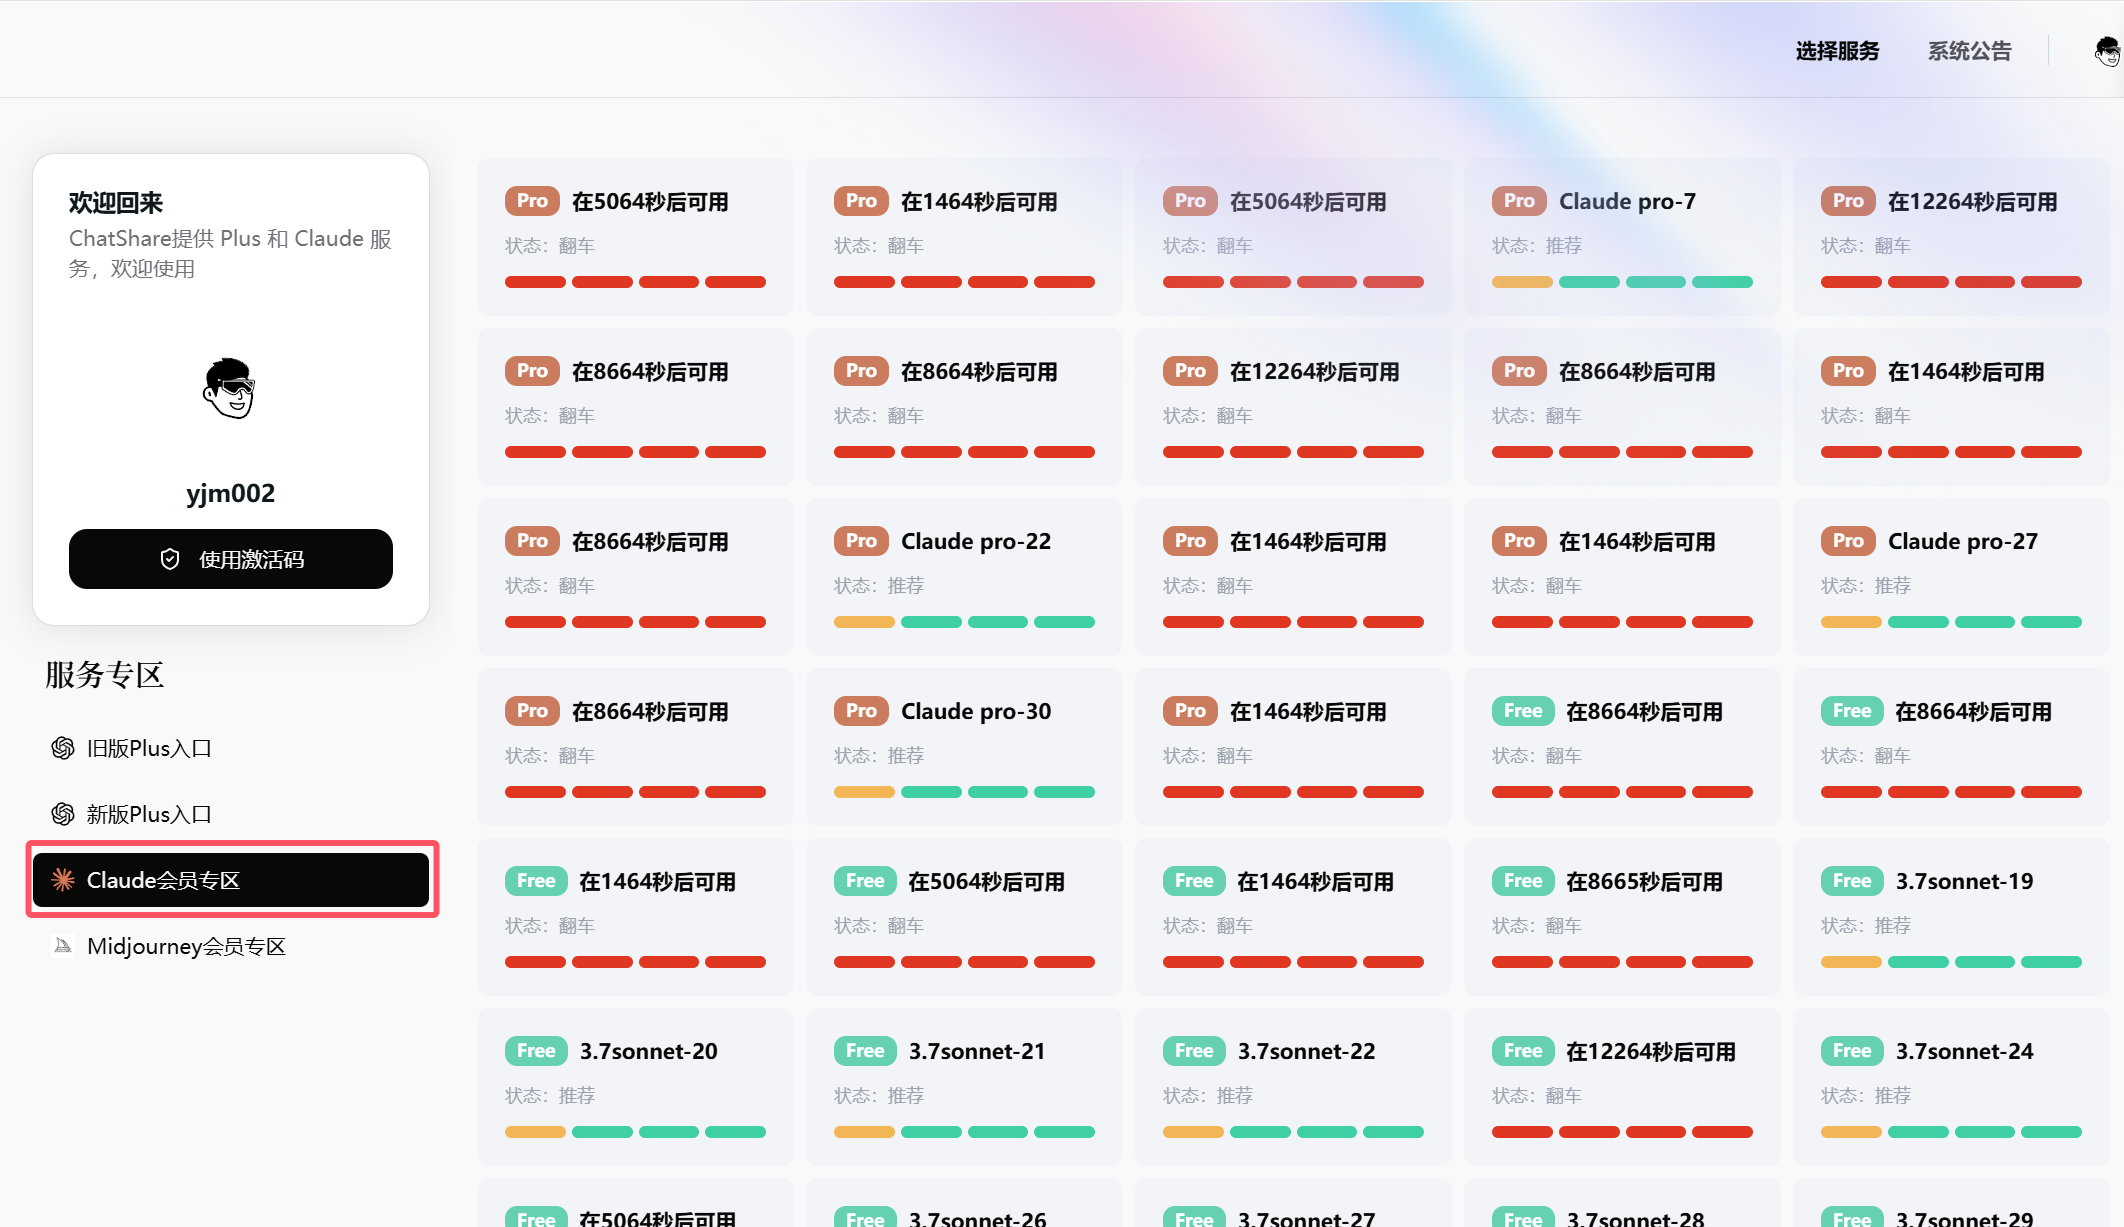 选择服务
系统公告
欢迎回来
ChatShare提供 Plus 和 Claude 服
务，欢迎使用
yjm002
使用激活码
服务专区
旧版Plus入口
新版Plus入口
Claude会员专区
Midjourney会员专区
Pro 在5064秒后可用
状态：翻车
Pro 在1464秒后可用
状态：翻车
Pro 在5064秒后可用
状态：翻车
Pro Claude pro-7
状态：推荐
Pro 在12264秒后可用
状态：翻车
Pro 在8664秒后可用
状态：翻车
Pro 在8664秒后可用
状态：翻车
Pro 在12264秒后可用
状态：翻车
Pro 在8664秒后可用
状态：翻车
Pro 在1464秒后可用
状态：翻车
Pro 在8664秒后可用
状态：翻车
Pro Claude pro-22
状态：推荐
Pro 在1464秒后可用
状态：翻车
Pro 在1464秒后可用
状态：翻车
Pro Claude pro-27
状态：推荐
Pro 在8664秒后可用
状态：翻车
Pro Claude pro-30
状态：推荐
Pro 在1464秒后可用
状态：翻车
Free 在8664秒后可用
状态：翻车
Free 在8664秒后可用
状态：翻车
Free 在1464秒后可用
状态：翻车
Free 在5064秒后可用
状态：翻车
Free 在1464秒后可用
状态：翻车
Free 在8665秒后可用
状态：翻车
Free 3.7sonnet-19
状态：推荐
Free 3.7sonnet-20
状态：推荐
Free 3.7sonnet-21
状态：推荐
Free 3.7sonnet-22
状态：推荐
Free 在12264秒后可用
状态：翻车
Free 3.7sonnet-24
状态：推荐
Free 在5064秒后可用
Free 3.7sonnet-26
Free 3.7sonnet-27
Free 3.7sonnet-28
Free 3.7sonnet-29